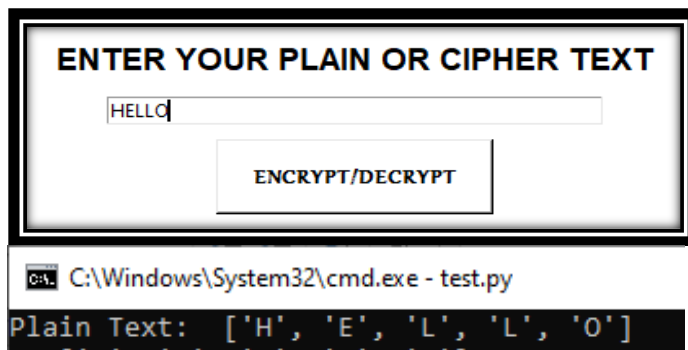 ENTER YOUR PLAIN OR CIPHER TEXT
HELLO
ENCRYPT/DECRYPT
C:\Windows\System32\cmd.exe - test.py
Plain Text:  ['H', 'E', 'L', 'L', 'O']